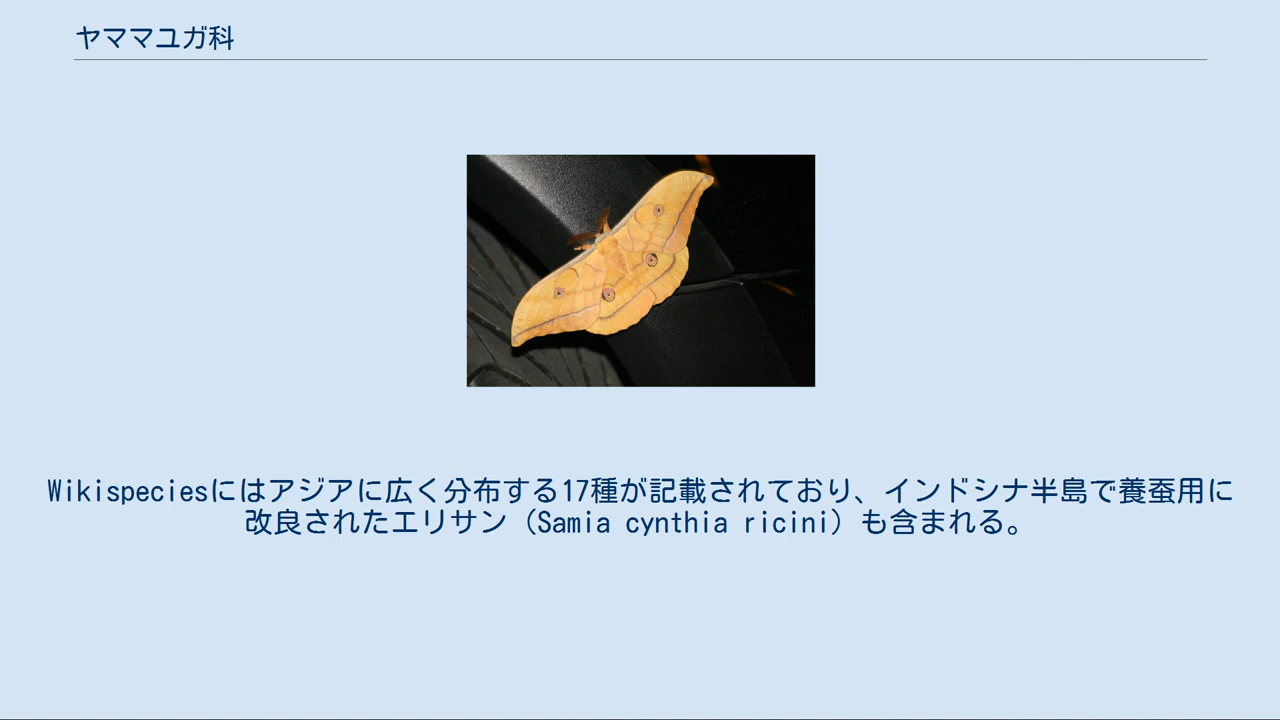 ヤママユガ科
Wikispeciesにはアジアに広く分布する17種が記載されており、インドシナ半島で養蚕用に
改良されたエリサン（Samia cynthia ricini）も含まれる。